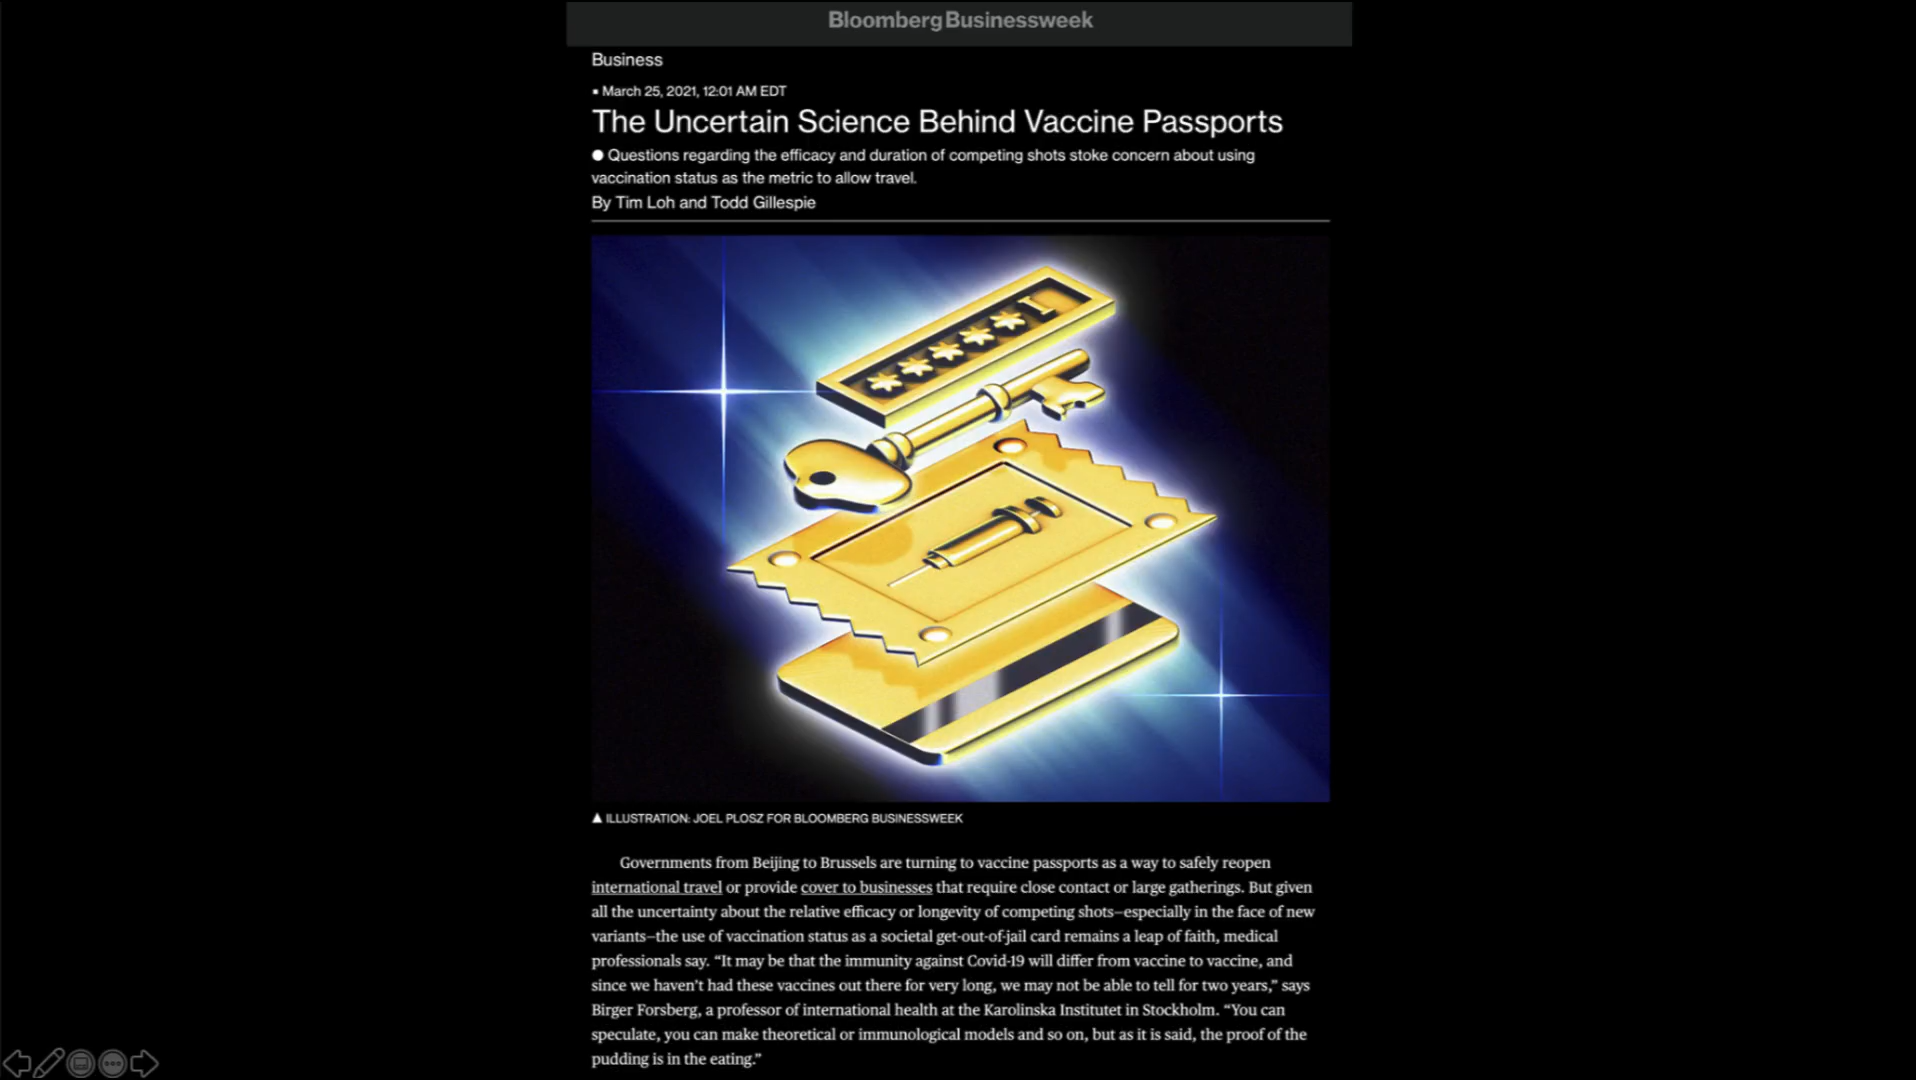 BloombergBusinessweek
Business
▪ March 25, 2021, 12:01 AM EDT
The Uncertain Science Behind Vaccine Passports
● Questions regarding the efficacy and duration of competing shots stoke concern about using
vaccination status as the metric to allow travel.
By Tim Loh and Todd Gillespie
▲ ILLUSTRATION: JOEL PLOSZ FOR BLOOMBERG BUSINESSWEEK
Governments from Beijing to Brussels are turning to vaccine passports as a way to safely reopen
international travel or provide cover to businesses that require close contact or large gatherings. But given
all the uncertainty about the relative efficacy or longevity of competing shots—especially in the face of new
variants—the use of vaccination status as a societal get-out-of-jail card remains a leap of faith, medical
professionals say. “It may be that the immunity against Covid-19 will differ from vaccine to vaccine, and
since we haven’t had these vaccines out there for very long, we may not be able to tell for two years,” says
Birger Forsberg, a professor of international health at the Karolinska Institutet in Stockholm. “You can
speculate, you can make theoretical or immunological models and so on, but as it is said, the proof of the
pudding is in the eating.”